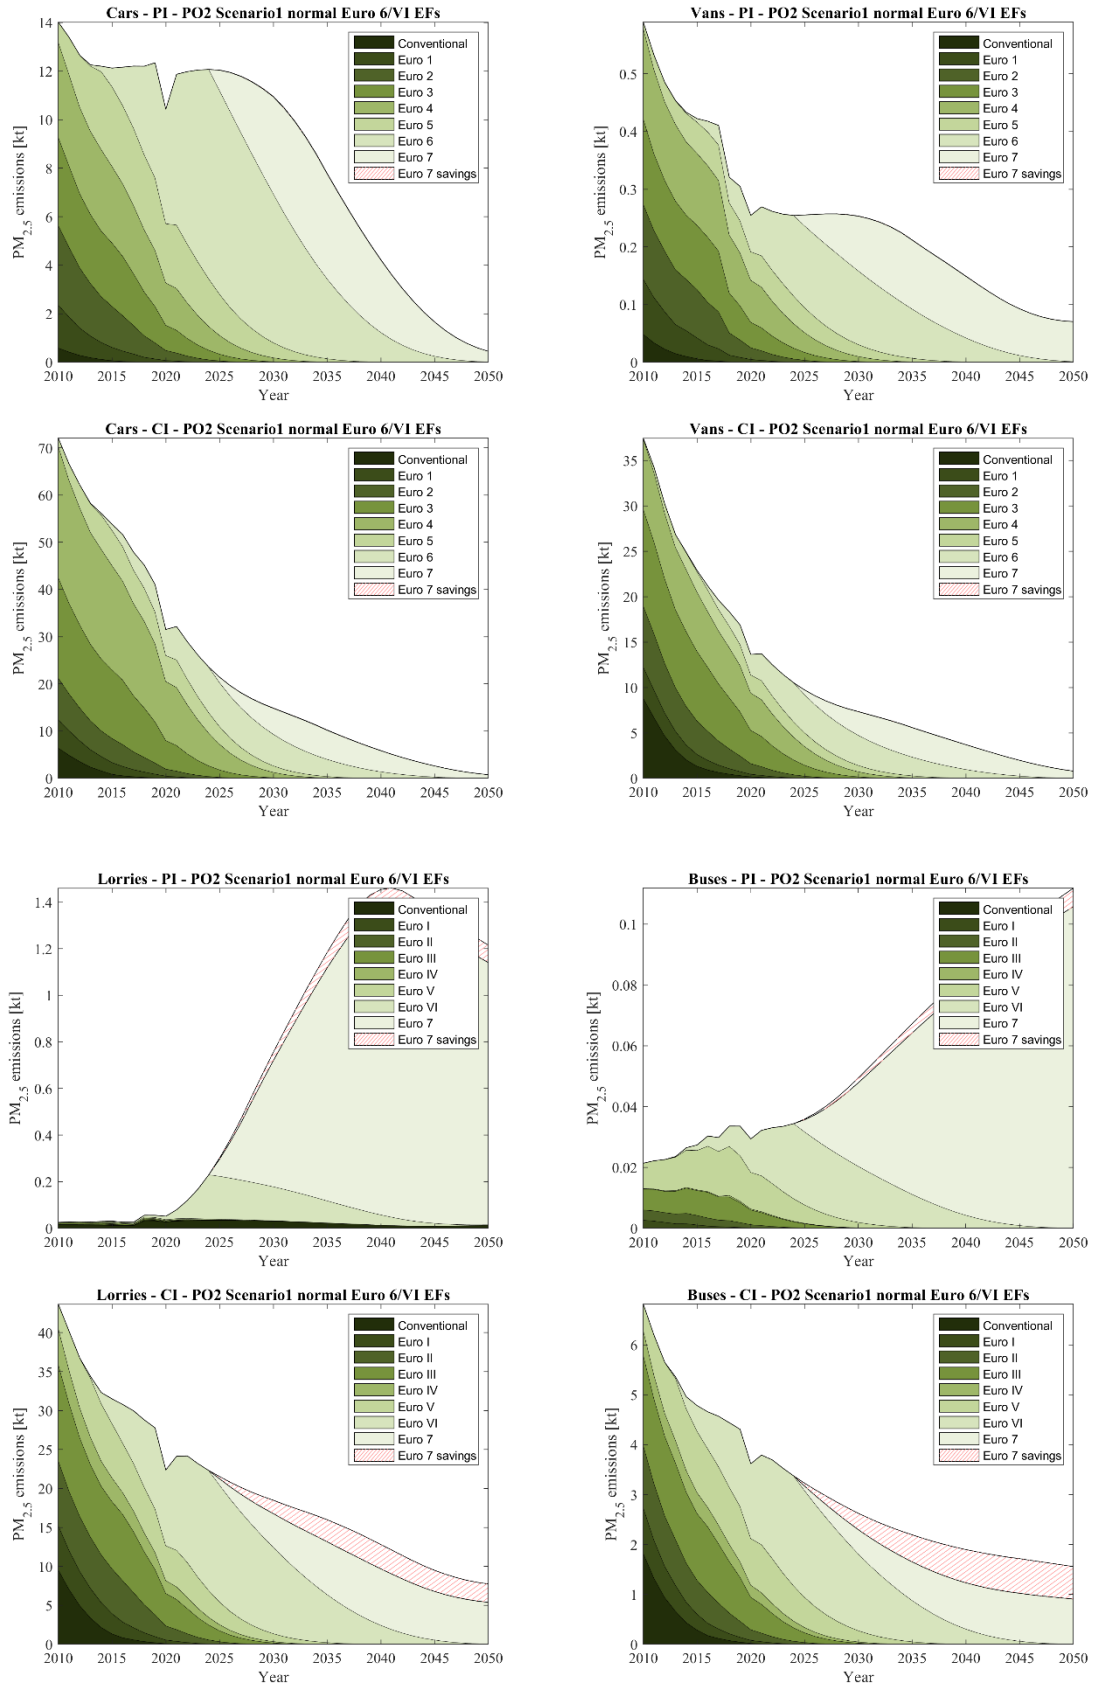 Cars - PI - PO2 Scenario1 normal Euro 6/VI EFs
PM2.5 emissions [kt]
14
12
10
8
6
4
2
0
2010 2015 2020 2025 2030 2035 2040 2045 2050
Year
Conventional
Euro 1
Euro 2
Euro 3
Euro 4
Euro 5
Euro 6
Euro 7
Euro 7 savings
Vans - PI - PO2 Scenario1 normal Euro 6/VI EFs
PM2.5 emissions [kt]
0.5
0.4
0.3
0.2
0.1
0
2010 2015 2020 2025 2030 2035 2040 2045 2050
Year
Conventional
Euro 1
Euro 2
Euro 3
Euro 4
Euro 5
Euro 6
Euro 7
Euro 7 savings
Cars - CI - PO2 Scenario1 normal Euro 6/VI EFs
PM2.5 emissions [kt]
70
60
50
40
30
20
10
0
2010 2015 2020 2025 2030 2035 2040 2045 2050
Year
Conventional
Euro 1
Euro 2
Euro 3
Euro 4
Euro 5
Euro 6
Euro 7
Euro 7 savings
Vans - CI - PO2 Scenario1 normal Euro 6/VI EFs
PM2.5 emissions [kt]
35
30
25
20
15
10
5
0
2010 2015 2020 2025 2030 2035 2040 2045 2050
Year
Conventional
Euro 1
Euro 2
Euro 3
Euro 4
Euro 5
Euro 6
Euro 7
Euro 7 savings
Lorries - PI - PO2 Scenario1 normal Euro 6/VI EFs
PM2.5 emissions [kt]
1.4
1.2
1
0.8
0.6
0.4
0.2
0
2010 2015 2020 2025 2030 2035 2040 2045 2050
Year
Conventional
Euro I
Euro II
Euro III
Euro IV
Euro V
Euro VI
Euro 7
Euro 7 savings
Buses - PI - PO2 Scenario1 normal Euro 6/VI EFs
PM2.5 emissions [kt]
0.1
0.08
0.06
0.04
0.02
0
2010 2015 2020 2025 2030 2035 2040 2045 2050
Year
Conventional
Euro I
Euro II
Euro III
Euro IV
Euro V
Euro VI
Euro 7
Euro 7 savings
Lorries - CI - PO2 Scenario1 normal Euro 6/VI EFs
PM2.5 emissions [kt]
40
35
30
25
20
15
10
5
0
2010 2015 2020 2025 2030 2035 2040 2045 2050
Year
Conventional
Euro I
Euro II
Euro III
Euro IV
Euro V
Euro VI
Euro 7
Euro 7 savings
Buses - CI - PO2 Scenario1 normal Euro 6/VI EFs
PM2.5 emissions [kt]
6
5
4
3
2
1
0
2010 2015 2020 2025 2030 2035 2040 2045 2050
Year
Conventional
Euro I
Euro II
Euro III
Euro IV
Euro V
Euro VI
Euro 7
Euro 7 savings